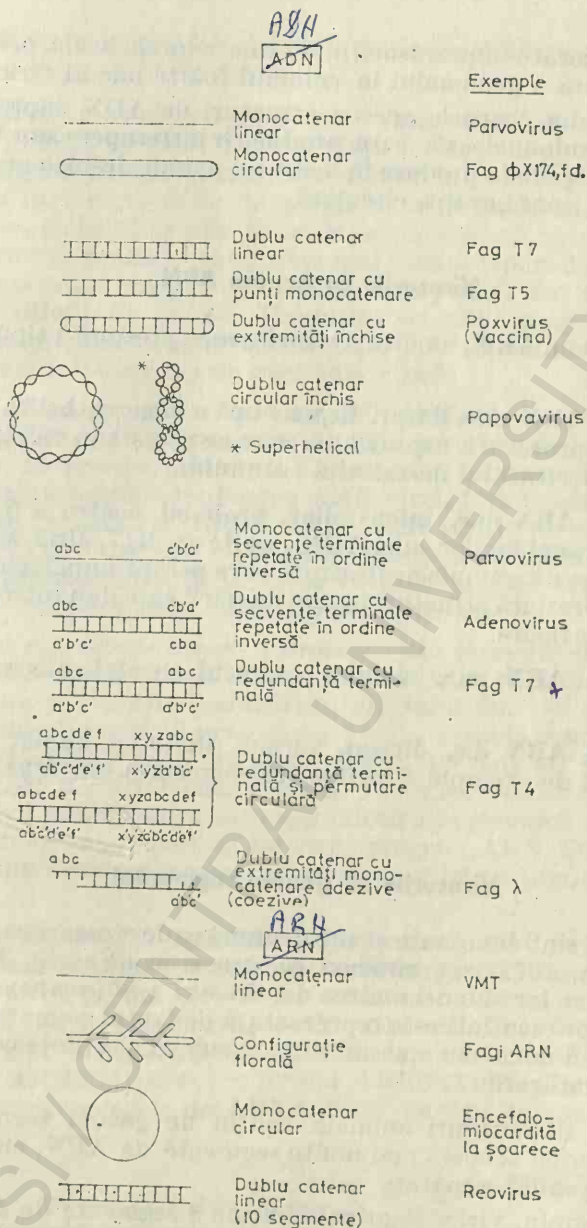 ADN
ADN
Exemple
Monocatenar
linear
Parvovirus
Monocatenar
circular
Fag φX174,fd.
Dublu catenar
linear
Fag T7
Dublu catenar cu
punți monocatenare
Fag T5
Dublu catenar cu
extremități închise
Poxvirus
(Vaccina)
*
Dublu catenar
circular închis
* Superhelical
Papovavirus
abc c'b'a'
Monocatenar cu
secvențe terminale
repetate în ordine
inversă
Parvovirus
abc c'b'a'
a'b'c' cba
Dublu catenar cu
secvențe terminale
repetate în ordine
inversă
Adenovirus
abc abc
a'b'c' a'b'c'
Dublu catenar cu
redundanță termi-
nală
Fag T7
abcdef xyzabc
a'b'c'd'e'f' x'y'z'a'b'c'
abcdef xyzabcdef
a'b'c'd'e'f' x'y'z'a'b'c'd'e'f'
Dublu catenar cu
redundanță termi-
nală și permutare
circulară
Fag T4
abc
a'b'c'
Dublu catenar cu
extremități mono-
catenare adezive
(coezive)
Fag λ
ARN
ARN
Monocatenar
linear
VMT
Configurație
florală
Fagi ARN
Monocatenar
circular
Encefalo-
miocardită
la șoarece
Dublu catenar
linear
(10 segmente)
Reovirus
SI / CENTRAL UNIVERSITY